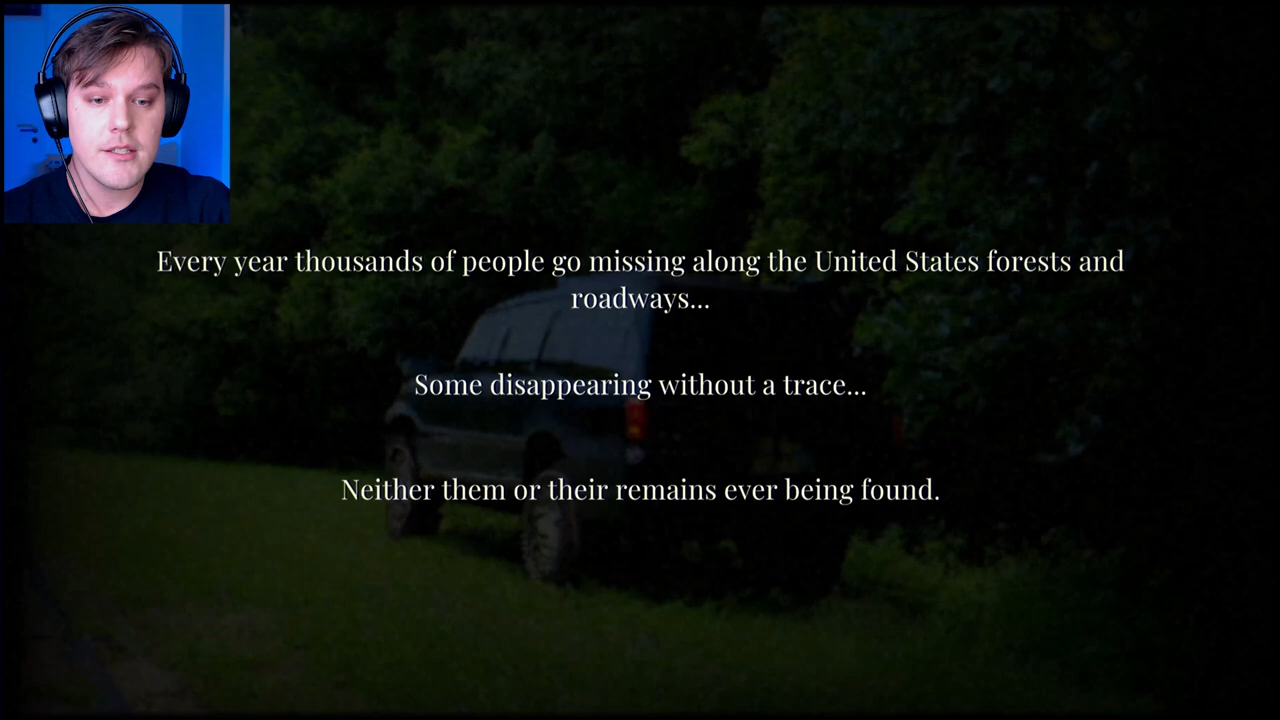 Every year thousands of people go missing along the United States forests and
roadways...
Some disappearing without a trace...
Neither them or their remains ever being found.